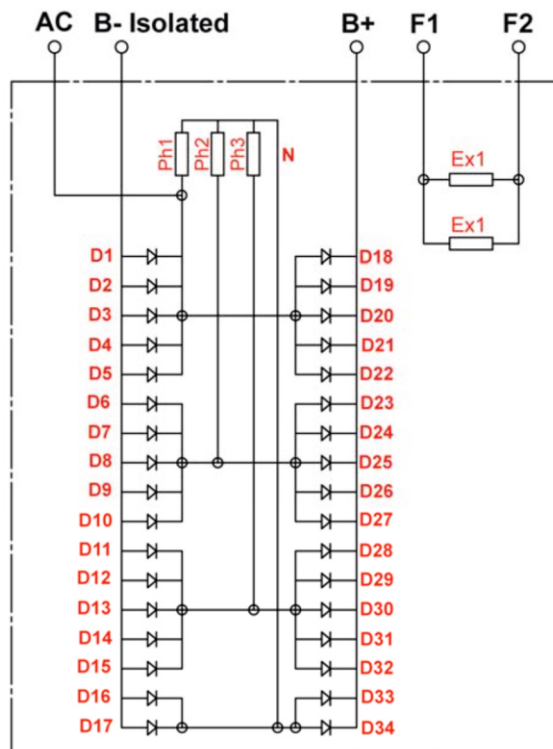 AC B- Isolated B+ F1 F2
Ph1 Ph2 Ph3 N
Ex1
Ex1
D1 D18
D2 D19
D3 D20
D4 D21
D5 D22
D6 D23
D7 D24
D8 D25
D9 D26
D10 D27
D11 D28
D12 D29
D13 D30
D14 D31
D15 D32
D16 D33
D17 D34